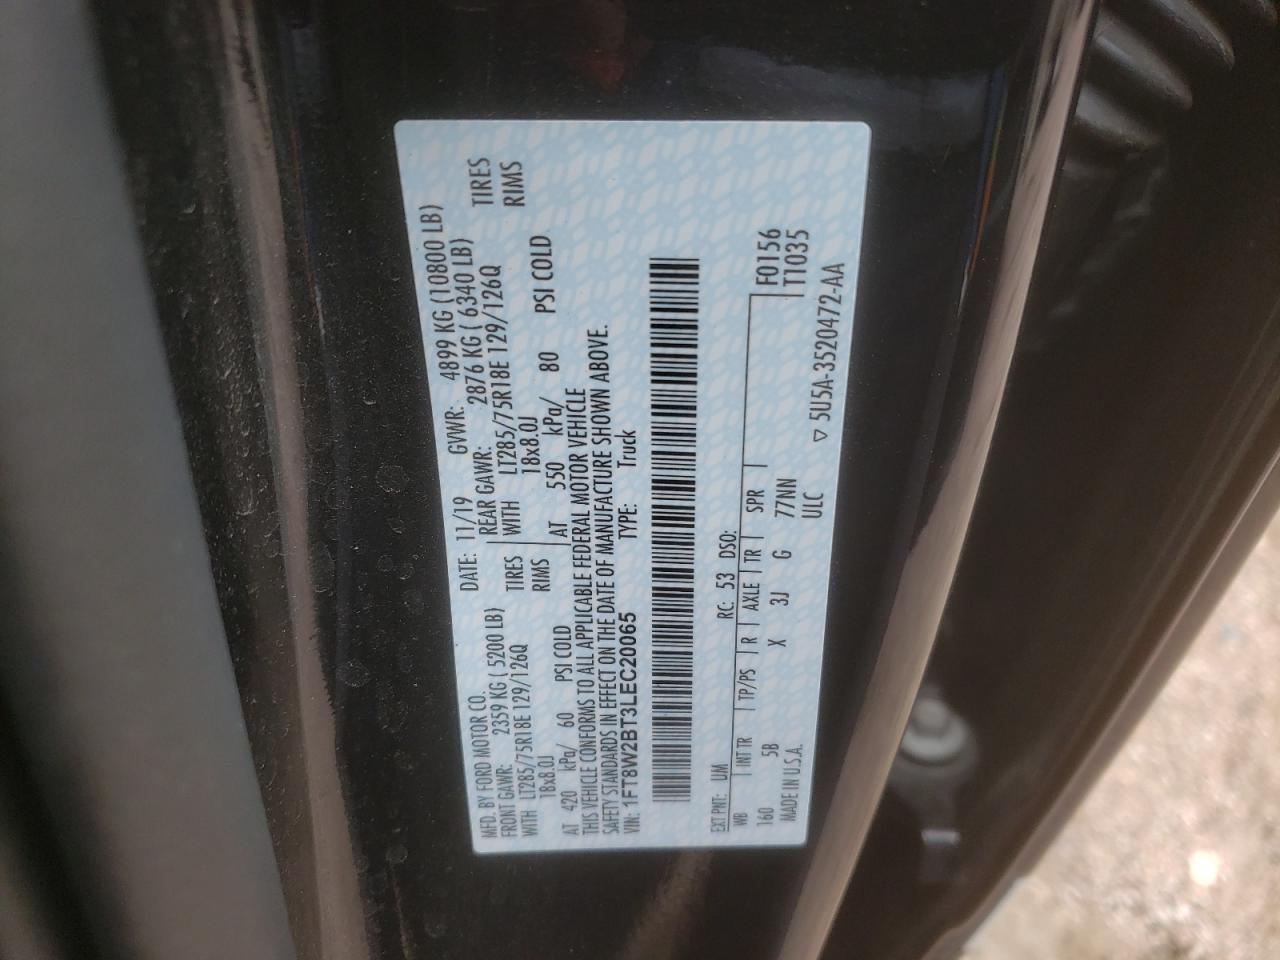 MFD. BY FORD MOTOR CO. DATE: 11/19 GVWR: 4899 KG (10800 LB)
FRONT GAWR: 2359 KG ( 5200 LB) REAR GAWR: 2876 KG ( 6340 LB)
WITH LT285/75R18E 129/126Q TIRES WITH LT285/75R18E 129/126Q TIRES
18x8.0J RIMS 18x8.0J RIMS
AT 420 kPa/ 60 PSI COLD AT 550 kPa/ 80 PSI COLD
THIS VEHICLE CONFORMS TO ALL APPLICABLE FEDERAL MOTOR VEHICLE
SAFETY STANDARDS IN EFFECT ON THE DATE OF MANUFACTURE SHOWN ABOVE.
VIN: 1FT8W2BT3LEC20065 TYPE: Truck
EXT PNT: UM RC: 53 DSO:
WB INT TR TP/PS R AXLE TR SPR F0156
160 5B X 3J G 77NN T1035
MADE IN U.S.A. ULC
▽ 5U5A-3520472-AA